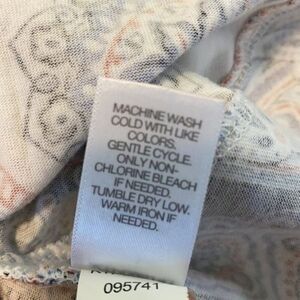 MACHINE WASH
COLD WITH LIKE
COLORS.
GENTLE CYCLE.
ONLY NON-
CHLORINE BLEACH
IF NEEDED.
TUMBLE DRY LOW.
WARM IRON IF
NEEDED.
095741